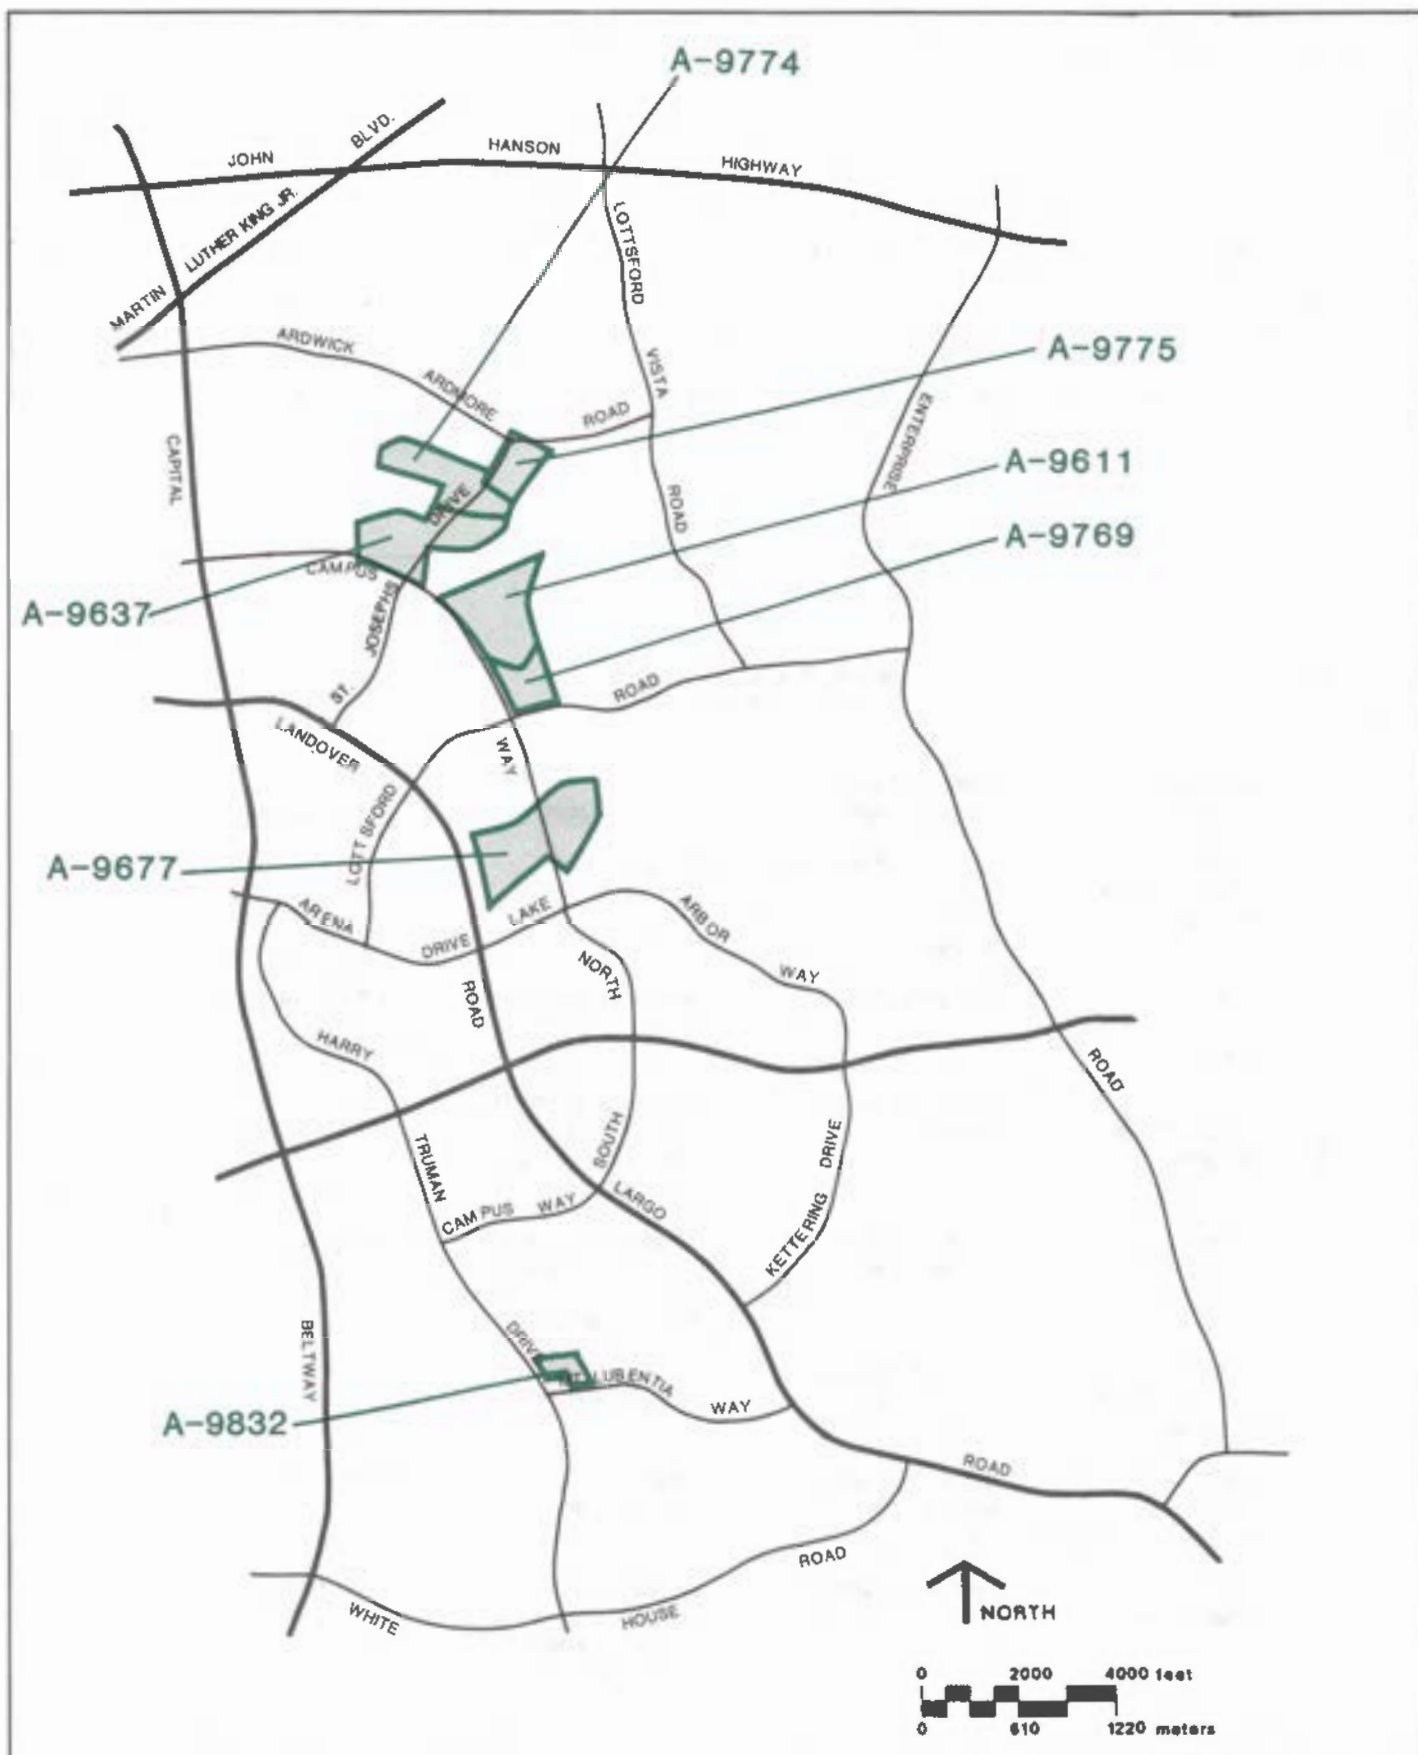 A-9774
BLVD.
JOHN
HANSON
HIGHWAY
MARTIN LUTHER KING JR.
LOTTSFORD
ARDWICK
A-9775
VISTA
ARDMORE
ROAD
ENTERPRISE
CAPITAL
A-9611
DRIVE
ROAD
A-9769
CAMPUS
A-9637
JOSEPHS
ST.
ROAD
LANDOVER
WAY
LOTTSFORD
A-9677
ARENA
DRIVE
LAKE
ARBOR
WAY
NORTH
ROAD
HARRY
ROAD
TRUMAN
SOUTH
DRIVE
CAMPUS WAY
LARGO
KETTERING
BELTWAY
DRIVE
LUBENTIA
WAY
A-9832
ROAD
ROAD
WHITE
HOUSE
NORTH
0 2000 4000 feet
0 610 1220 meters